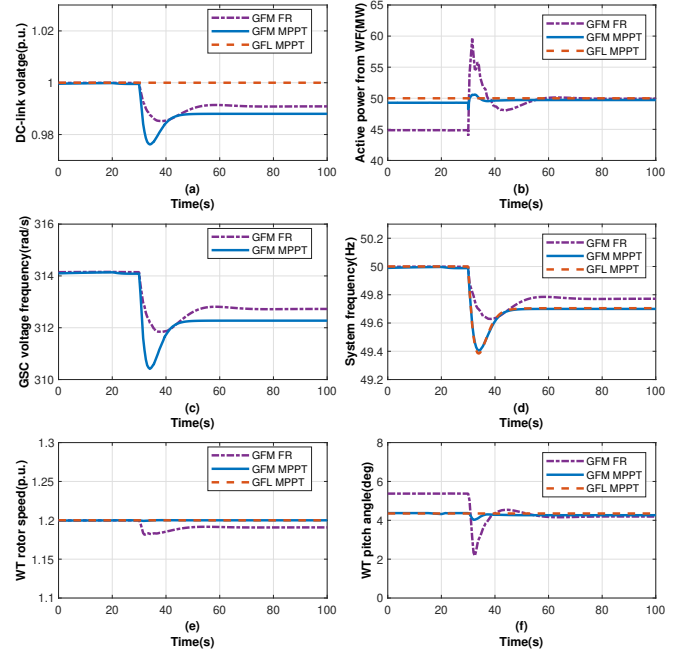 1.02
1
0.98
DC-link volatge(p.u.)
GFM FR
GFM MPPT
GFL MPPT
0 20 40 60 80 100
(a)
Time(s)
65
60
55
50
45
40
Active power from WF(MW)
GFM FR
GFM MPPT
GFL MPPT
0 20 40 60 80 100
(b)
Time(s)
316
314
312
310
GSC voltage frequency(rad/s)
GFM FR
GFM MPPT
0 20 40 60 80 100
(c)
Time(s)
50.2
50
49.8
49.6
49.4
49.2
System frequency(Hz)
GFM FR
GFM MPPT
GFL MPPT
0 20 40 60 80 100
(d)
Time(s)
1.3
1.25
1.20
1.15
1.1
WT rotor speed(p.u.)
GFM FR
GFM MPPT
GFL MPPT
0 20 40 60 80 100
(e)
Time(s)
8
6
4
2
0
WT pitch angle(deg)
GFM FR
GFM MPPT
GFL MPPT
0 20 40 60 80 100
(f)
Time(s)